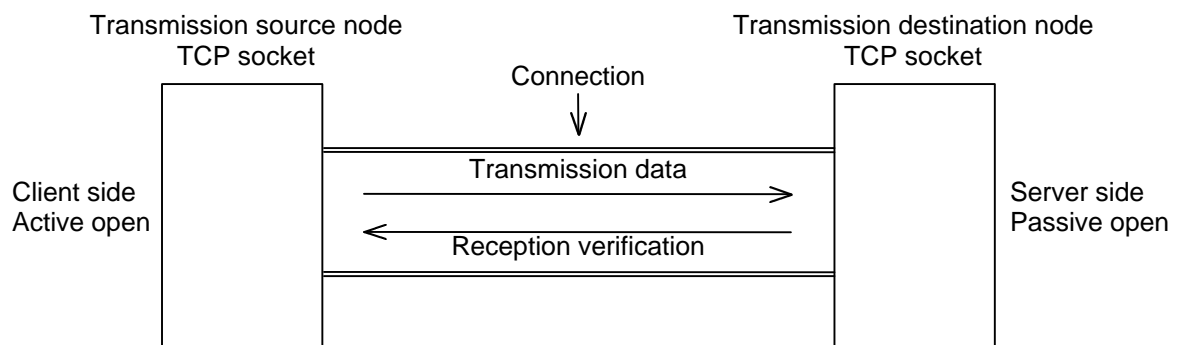 Transmission source node
TCP socket
Transmission destination node
TCP socket
Connection
Transmission data
Client side
Active open
Server side
Passive open
Reception verification